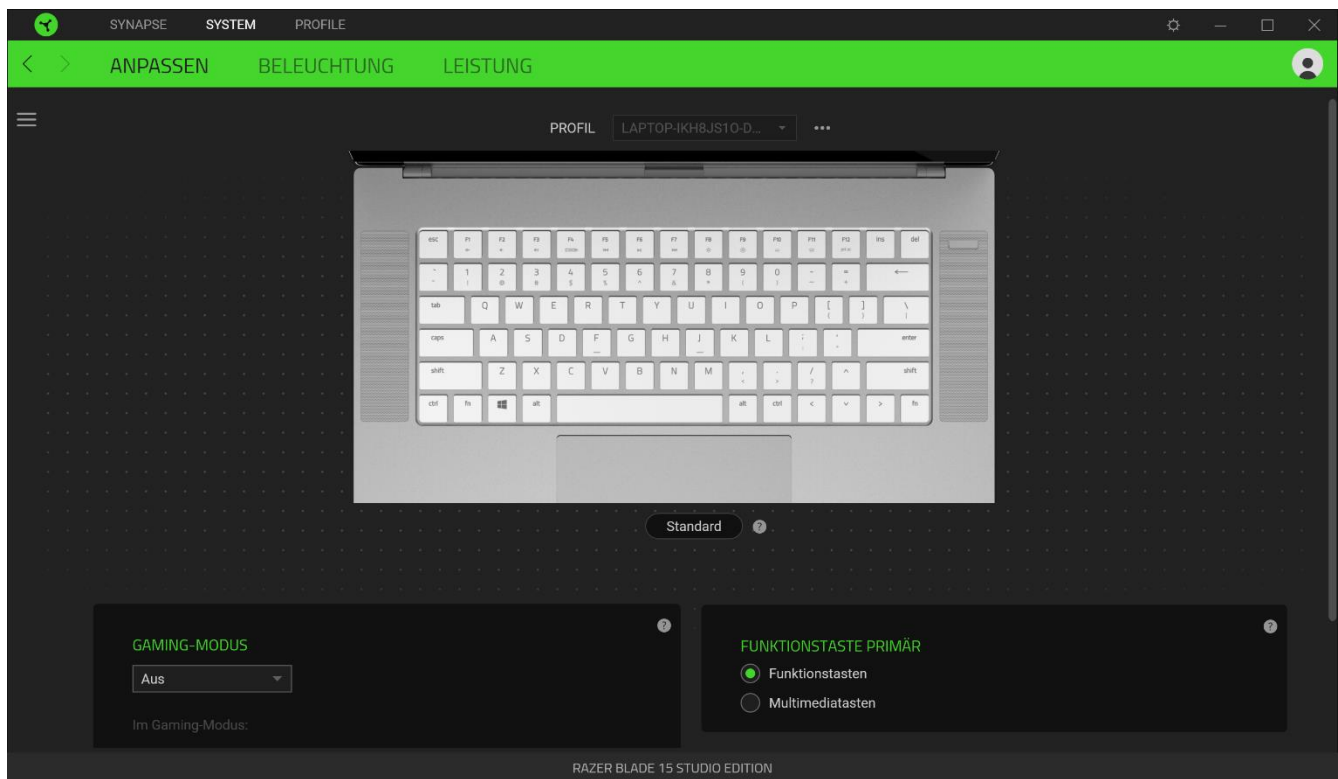 SYNAPSE SYSTEM PROFILE
ANPASSEN BELEUCHTUNG LEISTUNG
PROFIL LAPTOP-IKH8JS1O-D... ...
esc F1 F2 F3 F4 F5 F6 F7 F8 F9 F10 F11 F12 ins del
1 2 3 4 5 6 7 8 9 0 - =
tab Q W E R T Y U I O P [ ] \
caps A S D F G H J K L ; ' enter
shift Z X C V B N M , . / shift
ctrl fn alt alt ctrl fn
Standard ?
GAMING-MODUS ?
Aus
Im Gaming-Modus:
FUNKTIONSTASTE PRIMÄR ?
Funktionstasten
Multimediatasten
RAZER BLADE 15 STUDIO EDITION